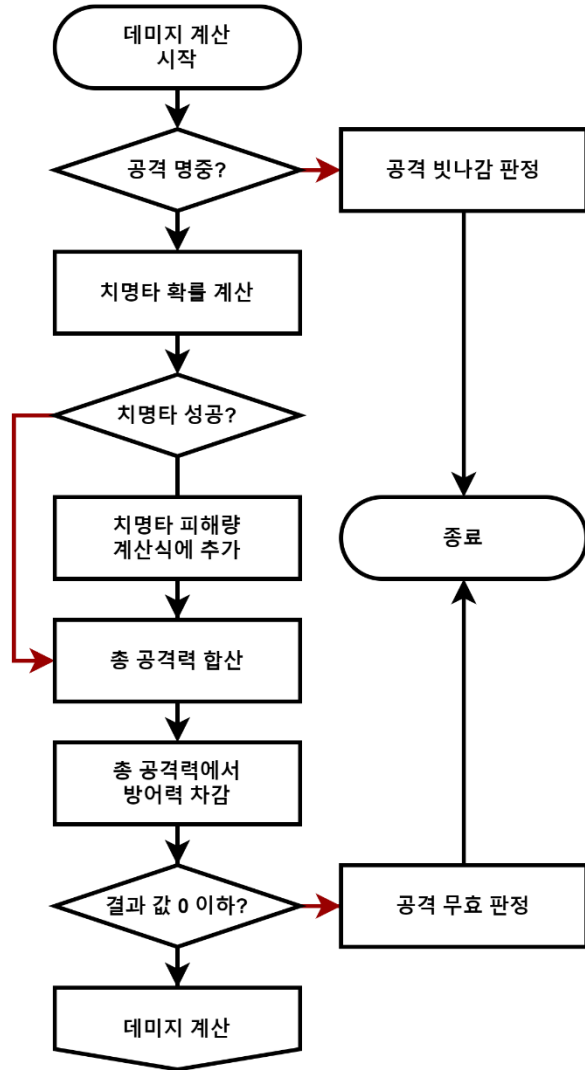 데미지 계산
시작
공격 명중?
공격 빗나감 판정
치명타 확률 계산
치명타 성공?
치명타 피해량
계산식에 추가
종료
총 공격력 합산
총 공격력에서
방어력 차감
결과 값 0 이하?
공격 무효 판정
데미지 계산